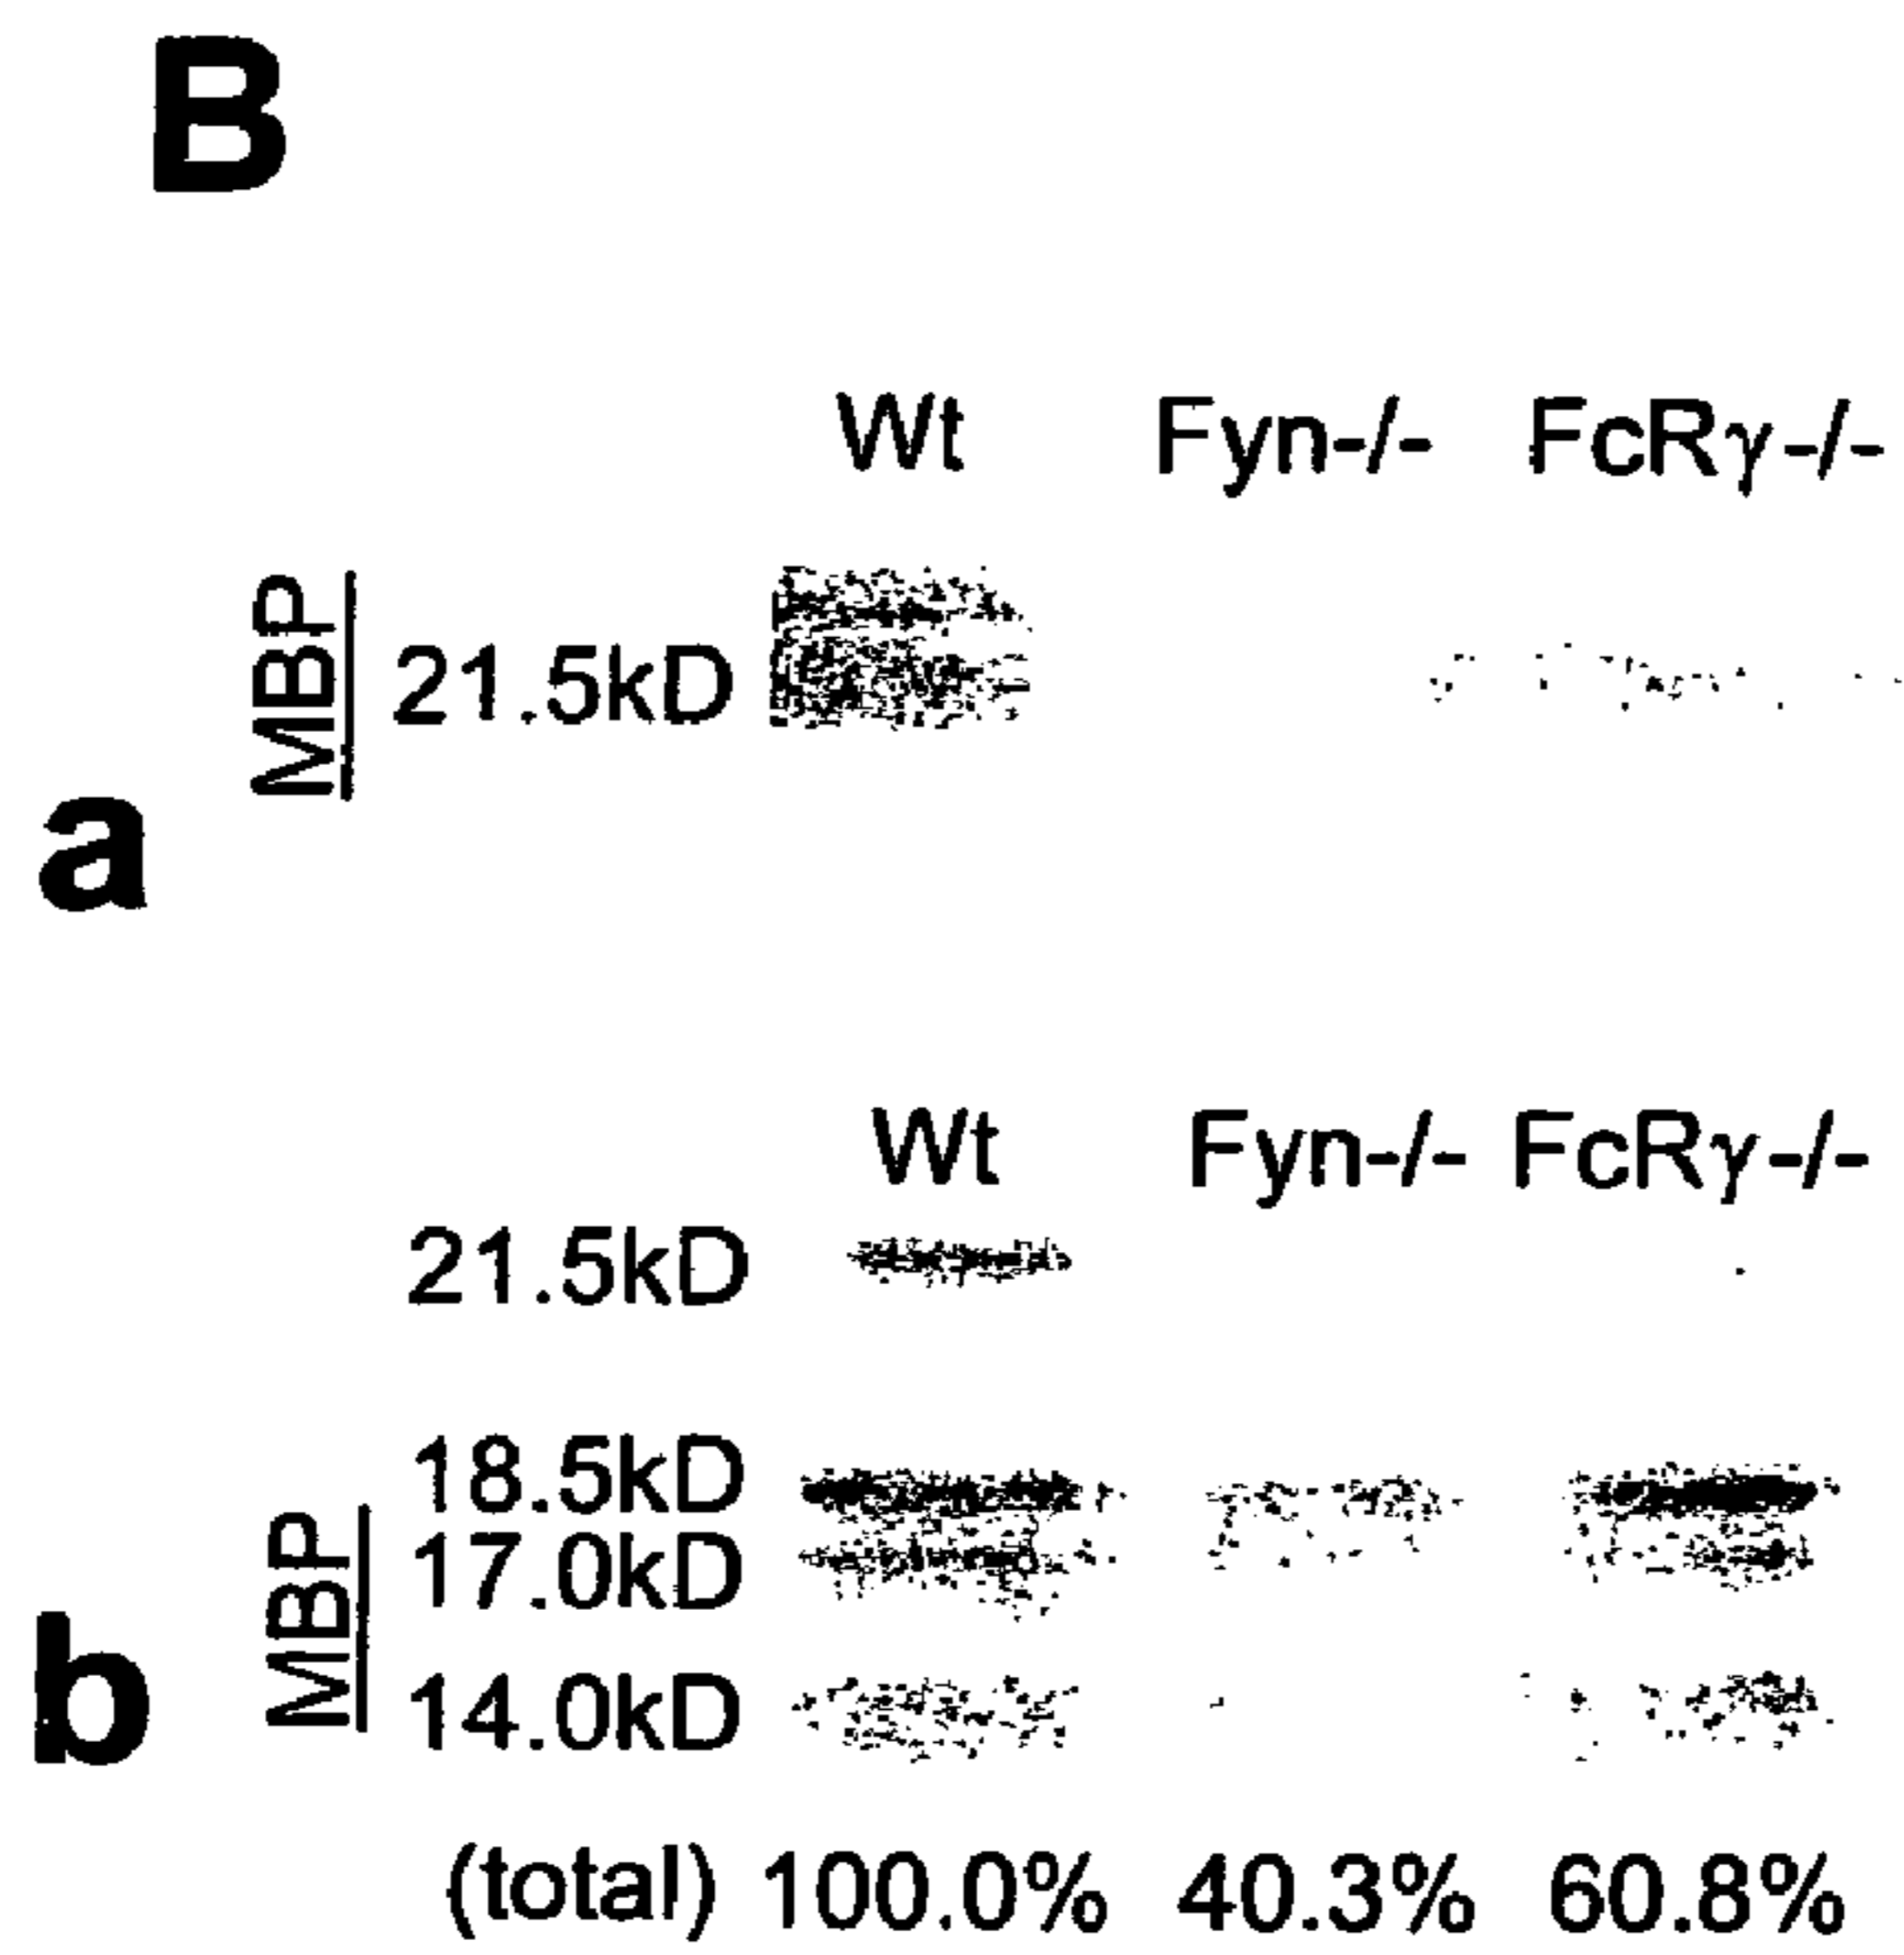 B
Wt Fyn-/- FcRγ-/-
MBP
21.5kD
a
Wt Fyn-/- FcRγ-/-
21.5kD
18.5kD
MBP
17.0kD
14.0kD
b
(total) 100.0% 40.3% 60.8%